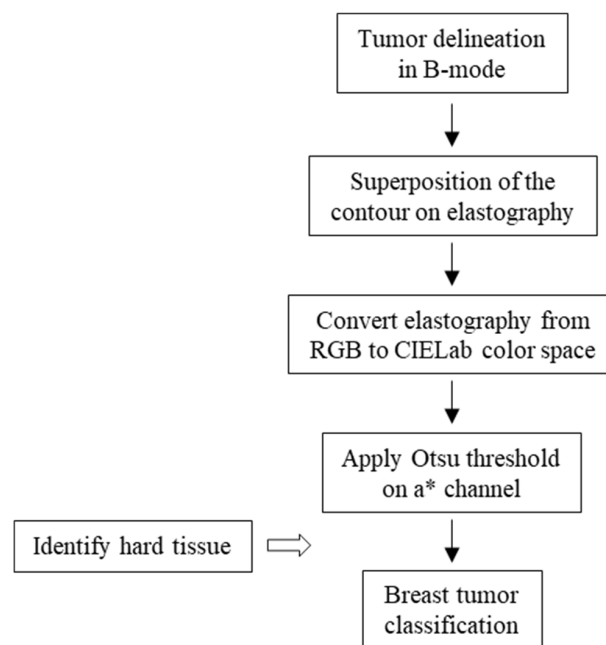 Tumor delineation
in B-mode
Superposition of the
contour on elastography
Convert elastography from
RGB to CIELab color space
Apply Otsu threshold
on a* channel
Identify hard tissue
Breast tumor
classification